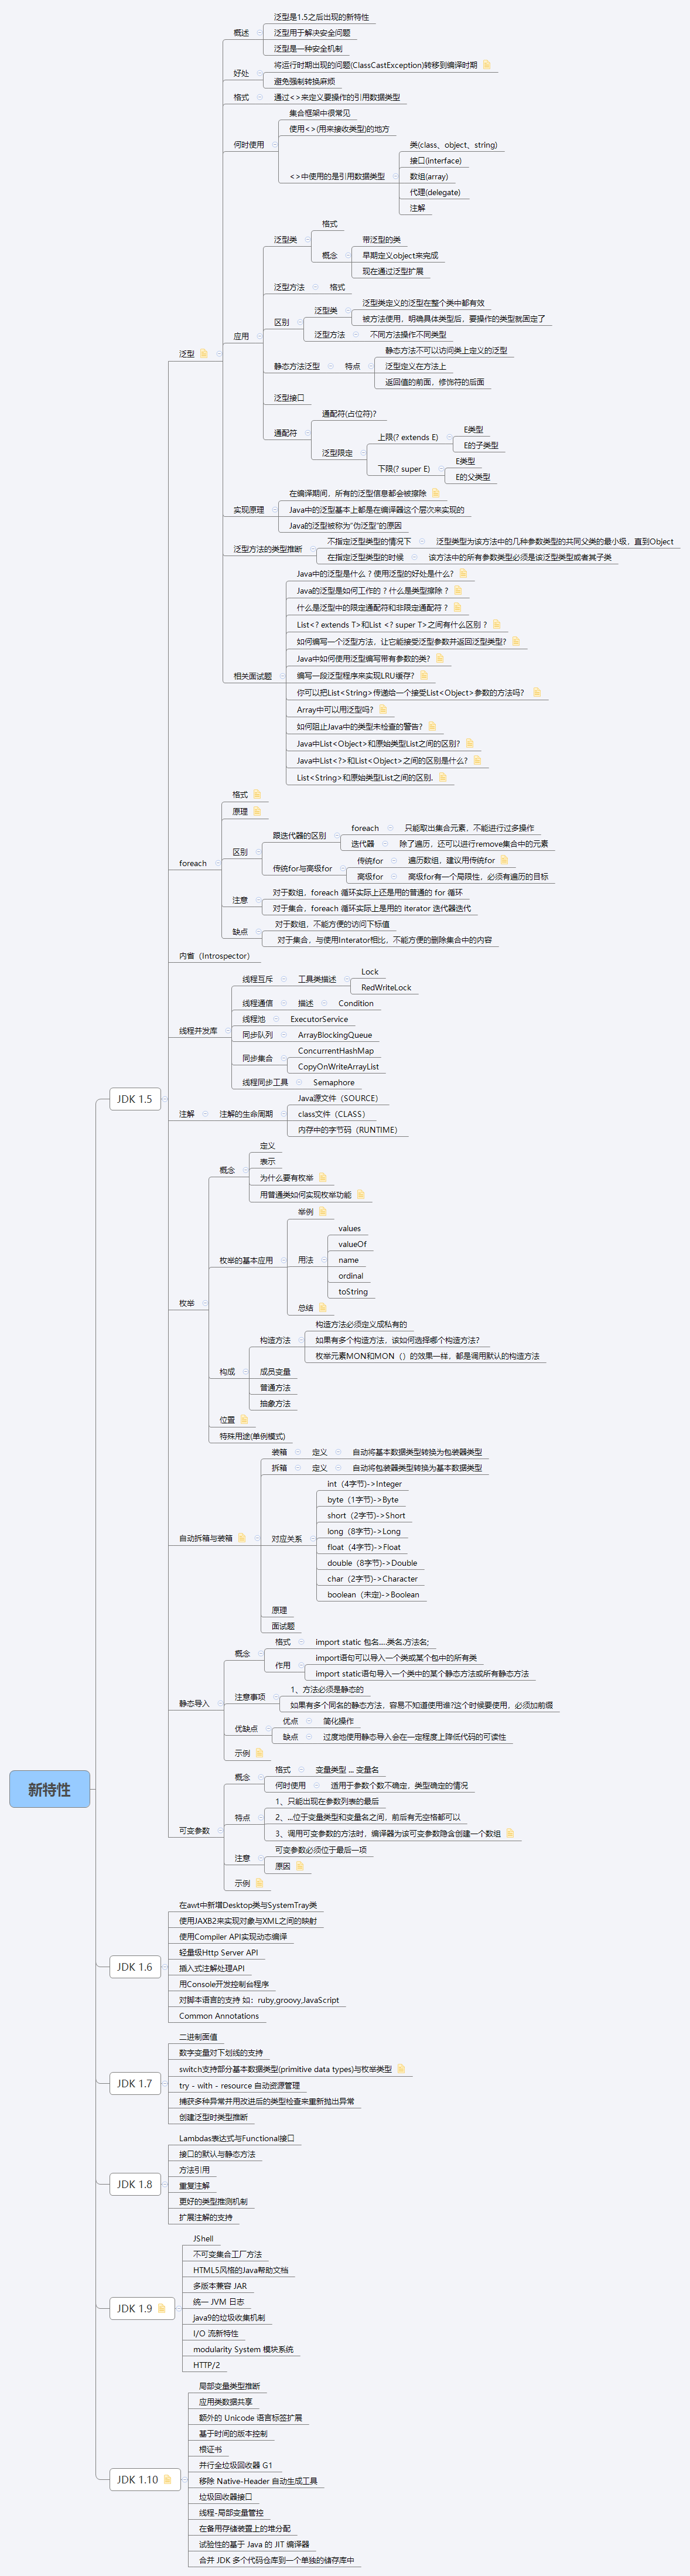 新特性
JDK 1.5
泛型
概述
泛型是1.5之后出现的新特性
泛型用于解决安全问题
泛型是一种安全机制
好处
将运行时期出现的问题(ClassCastException)转移到编译时期
避免强制转换麻烦
格式
通过<>来定义要操作的引用数据类型
何时使用
集合框架中很常见
使用<>(用来接收类型)的地方
<>中使用的是引用数据类型
类(class、object、string)
接口(interface)
数组(array)
代理(delegate)
注解
应用
泛型类
格式
概念
带泛型的类
早期定义object来完成
现在通过泛型扩展
泛型方法
格式
区别
泛型类
泛型类定义的泛型在整个类中都有效
被方法使用，明确具体类型后，要操作的类型就固定了
泛型方法
不同方法操作不同类型
静态方法泛型
特点
静态方法不可以访问类上定义的泛型
泛型定义在方法上
返回值的前面，修饰符的后面
泛型接口
通配符
通配符(占位符)?
泛型限定
上限(? extends E)
E类型
E的子类型
下限(? super E)
E类型
E的父类型
实现原理
在编译期间，所有的泛型信息都会被擦除
Java中的泛型基本上都是在编译器这个层次来实现的
Java的泛型被称为“伪泛型”的原因
泛型方法的类型推断
不指定泛型类型的情况下
泛型类型为该方法中的几种参数类型的共同父类的最小级，直到Object
在指定泛型类型的时候
该方法中的所有参数类型必须是该泛型类型或者其子类
相关面试题
Java中的泛型是什么 ? 使用泛型的好处是什么?
Java的泛型是如何工作的 ? 什么是类型擦除 ?
什么是泛型中的限定通配符和非限定通配符 ?
List<? extends T>和List <? super T>之间有什么区别 ?
如何编写一个泛型方法，让它能接受泛型参数并返回泛型类型?
Java中如何使用泛型编写带有参数的类?
编写一段泛型程序来实现LRU缓存?
你可以把List<String>传递给一个接受List<Object>参数的方法吗?
Array中可以用泛型吗?
如何阻止Java中的类型未检查的警告?
Java中List<Object>和原始类型List之间的区别?
Java中List<?>和List<Object>之间的区别是什么?
List<String>和原始类型List之间的区别.
foreach
格式
原理
区别
跟迭代器的区别
foreach
只能取出集合元素，不能进行过多操作
迭代器
除了遍历，还可以进行remove集合中的元素
传统for与高级for
传统for
遍历数组，建议用传统for
高级for
高级for有一个局限性，必须有遍历的目标
注意
对于数组，foreach 循环实际上还是用的普通的 for 循环
对于集合，foreach 循环实际上是用的 iterator 迭代器迭代
缺点
对于数组，不能方便的访问下标值
对于集合，与使用Interator相比，不能方便的删除集合中的内容
内省（Introspector）
线程并发库
线程互斥
工具类描述
Lock
RedWriteLock
线程通信
描述
Condition
线程池
ExecutorService
同步队列
ArrayBlockingQueue
同步集合
ConcurrentHashMap
CopyOnWriteArrayList
线程同步工具
Semaphore
注解
注解的生命周期
Java源文件（SOURCE）
class文件（CLASS）
内存中的字节码（RUNTIME）
枚举
概念
定义
表示
为什么要有枚举
用普通类如何实现枚举功能
枚举的基本应用
举例
用法
values
valueOf
name
ordinal
toString
总结
构成
构造方法
构造方法必须定义成私有的
如果有多个构造方法，该如何选择哪个构造方法?
枚举元素MON和MON（）的效果一样，都是调用默认的构造方法
成员变量
普通方法
抽象方法
位置
特殊用途(单例模式)
自动拆箱与装箱
装箱
定义
自动将基本数据类型转换为包装器类型
拆箱
定义
自动将包装器类型转换为基本数据类型
对应关系
int（4字节)->Integer
byte（1字节)->Byte
short（2字节)->Short
long（8字节)->Long
float（4字节)->Float
double（8字节)->Double
char（2字节)->Character
boolean（未定)->Boolean
原理
面试题
静态导入
概念
格式
import static 包名....类名.方法名;
作用
import语句可以导入一个类或某个包中的所有类
import static语句导入一个类中的某个静态方法或所有静态方法
注意事项
1、方法必须是静态的
如果有多个同名的静态方法，容易不知道使用谁?这个时候要使用，必须加前缀
优缺点
优点
简化操作
缺点
过度地使用静态导入会在一定程度上降低代码的可读性
示例
可变参数
概念
格式
变量类型 ... 变量名
何时使用
适用于参数个数不确定，类型确定的情况
特点
1、只能出现在参数列表的最后
2、...位于变量类型和变量名之间，前后有无空格都可以
3、调用可变参数的方法时，编译器为该可变参数隐含创建一个数组
注意
可变参数必须位于最后一项
原因
示例
JDK 1.6
在awt中新增Desktop类与SystemTray类
使用JAXB2来实现对象与XML之间的映射
使用Compiler API实现动态编译
轻量级Http Server API
插入式注解处理API
用Console开发控制台程序
对脚本语言的支持 如：ruby,groovy,JavaScript
Common Annotations
JDK 1.7
二进制面值
数字变量对下划线的支持
switch支持部分基本数据类型(primitive data types)与枚举类型
try - with - resource 自动资源管理
捕获多种异常并用改进后的类型检查来重新抛出异常
创建泛型时类型推断
JDK 1.8
Lambdas表达式与Functional接口
接口的默认与静态方法
方法引用
重复注解
更好的类型推测机制
扩展注解的支持
JDK 1.9
JShell
不可变集合工厂方法
HTML5风格的Java帮助文档
多版本兼容 JAR
统一 JVM 日志
java9的垃圾收集机制
I/O 流新特性
modularity System 模块系统
HTTP/2
JDK 1.10
局部变量类型推断
应用类数据共享
额外的 Unicode 语言标签扩展
基于时间的版本控制
根证书
并行全垃圾回收器 G1
移除 Native-Header 自动生成工具
垃圾回收器接口
线程-局部变量管控
在备用存储装置上的堆分配
试验性的基于 Java 的 JIT 编译器
合并 JDK 多个代码仓库到一个单独的储存库中